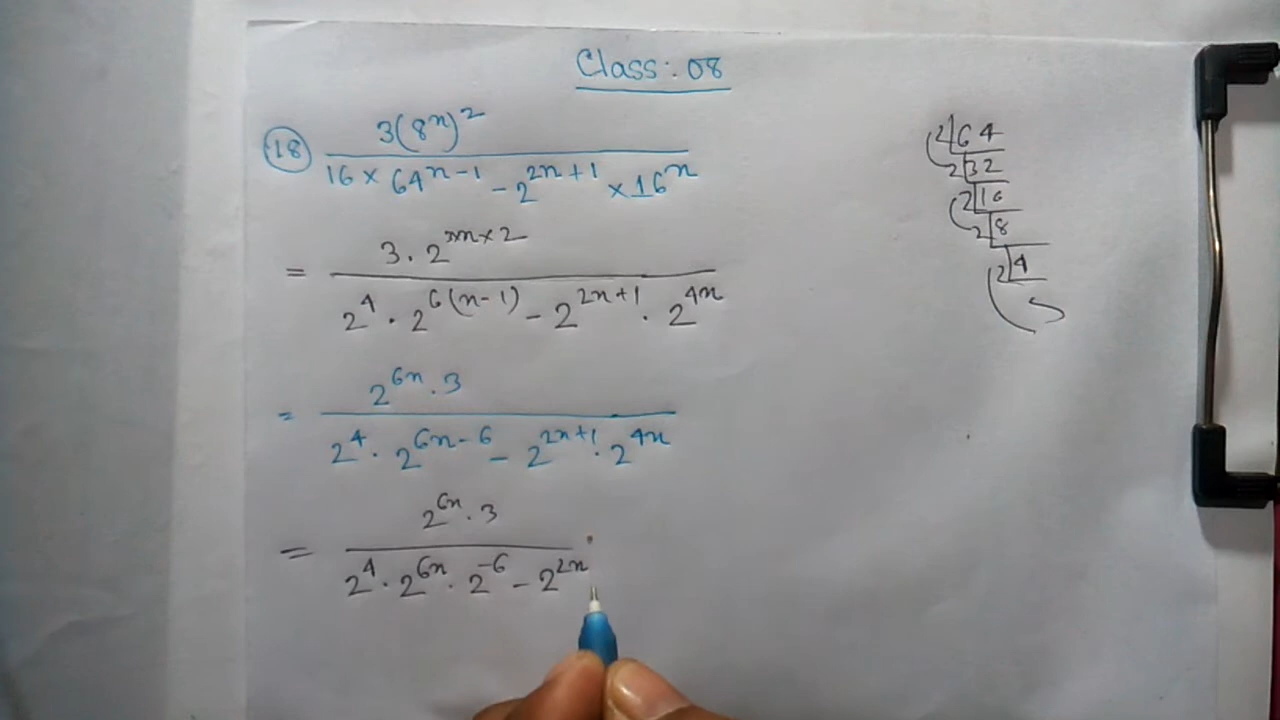 Class: 08
18 3(8^n)^2 / 16 × 64^{n-1} - 2^{2n+1} × 16^n
= 3 · 2^{3n×2} / 2^4 · 2^{6(n-1)} - 2^{2n+1} · 2^{4n}
= 2^{6n} · 3 / 2^4 · 2^{6n-6} - 2^{2n+1} · 2^{4n}
= 2^{6n} · 3 / 2^4 · 2^{6n} · 2^{-6} - 2^{2n}
2 64
2 32
2 16
2 8
2 4